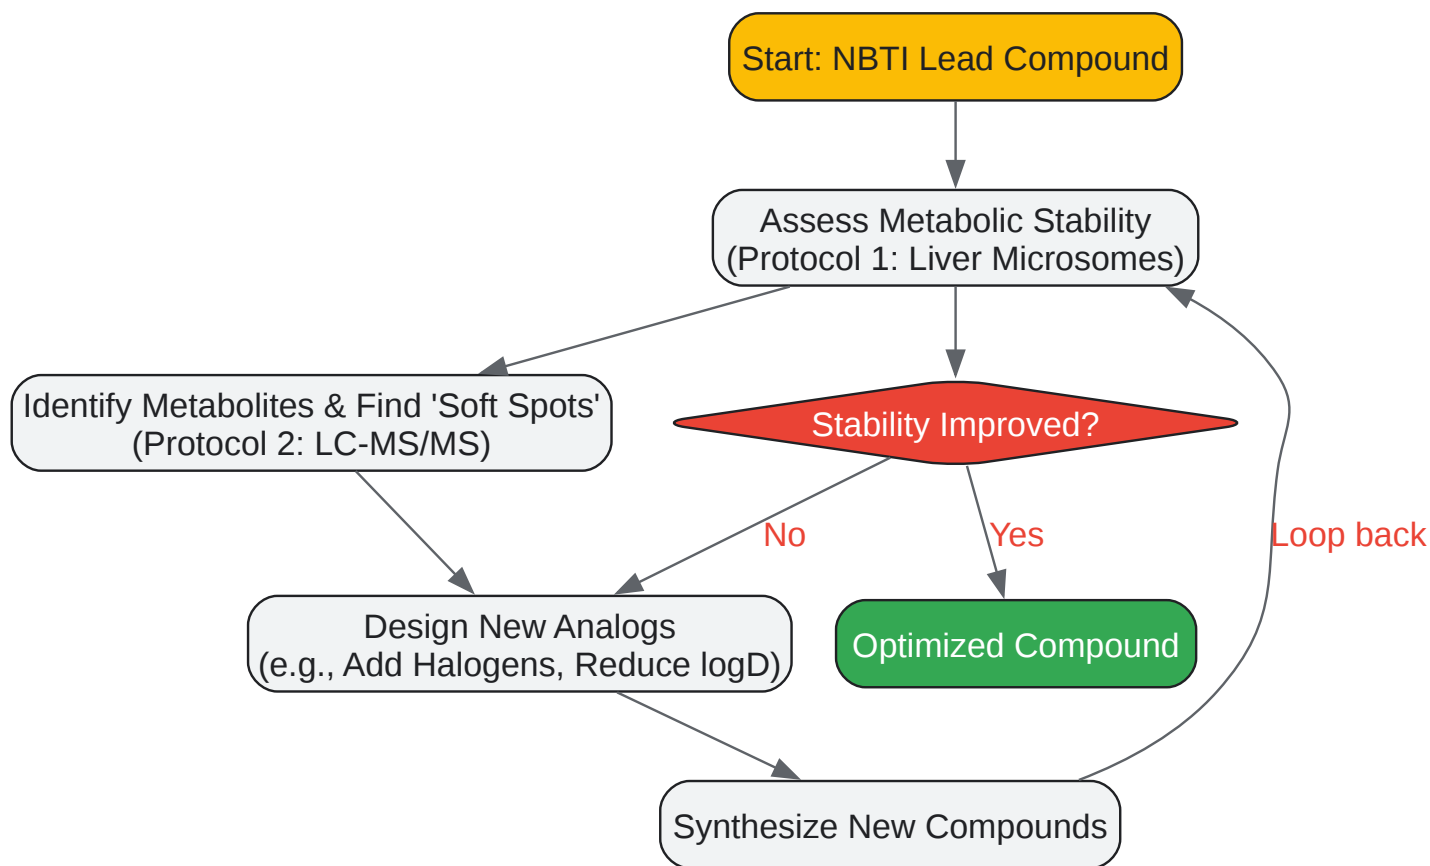 Start: NBTI Lead Compound
Assess Metabolic Stability
(Protocol 1: Liver Microsomes)
Identify Metabolites & Find 'Soft Spots'
(Protocol 2: LC-MS/MS)
Stability Improved?
No
Yes
Loop back
Design New Analogs
(e.g., Add Halogens, Reduce logD)
Optimized Compound
Synthesize New Compounds